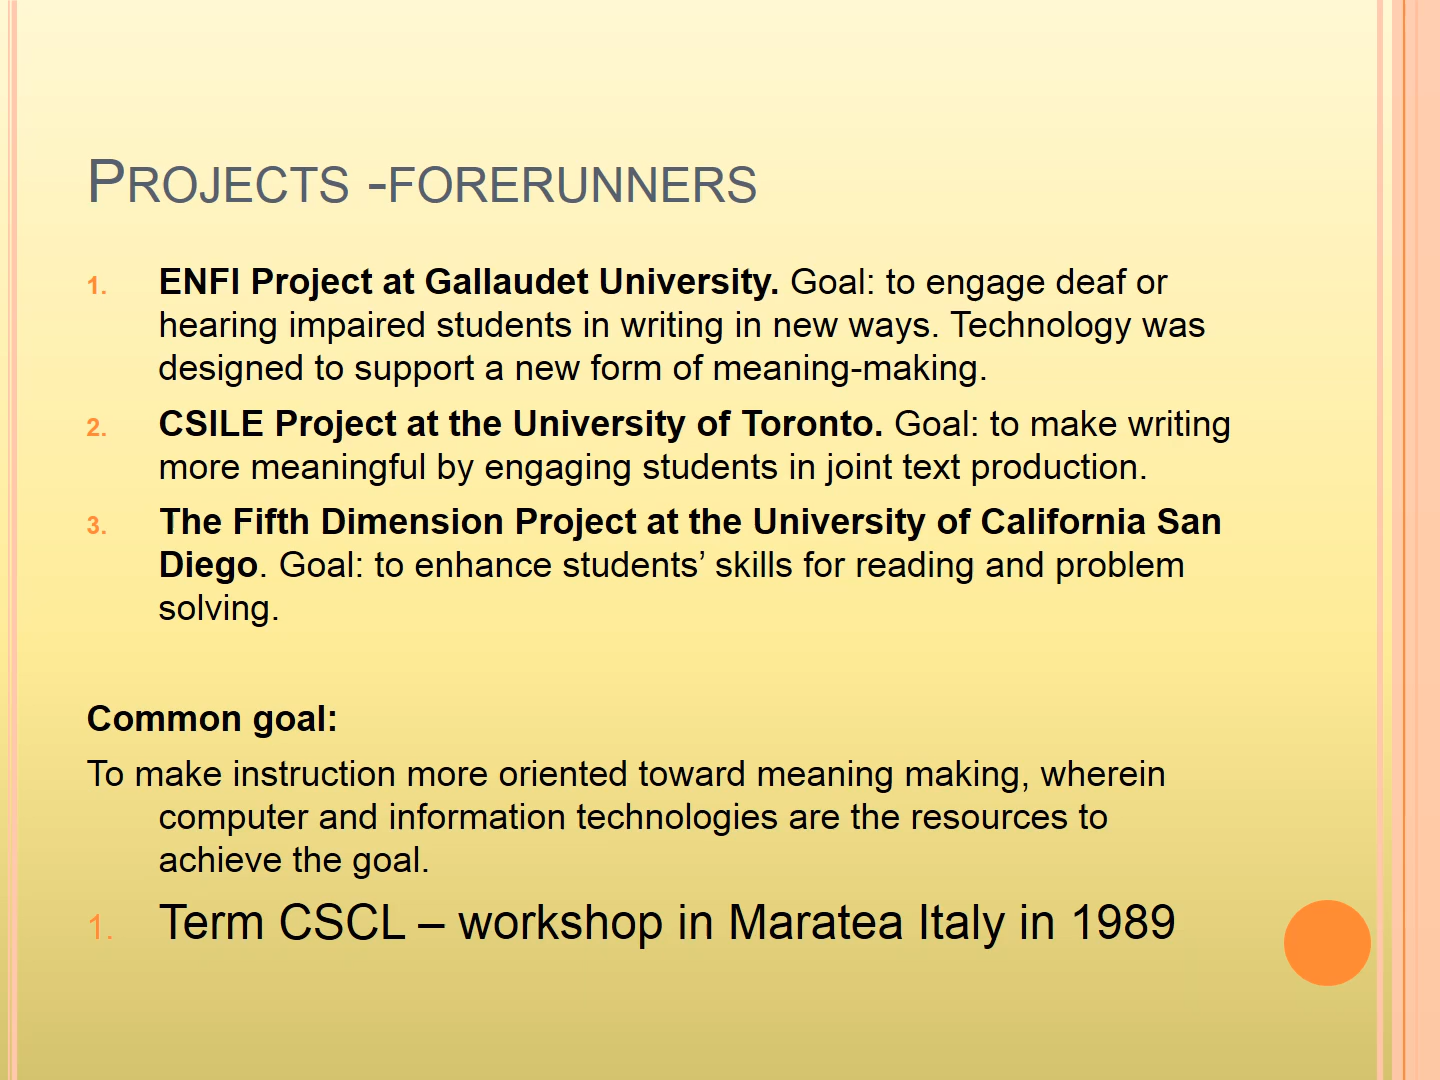 PROJECTS -FORERUNNERS
1. ENFI Project at Gallaudet University. Goal: to engage deaf or
hearing impaired students in writing in new ways. Technology was
designed to support a new form of meaning-making.
2. CSILE Project at the University of Toronto. Goal: to make writing
more meaningful by engaging students in joint text production.
3. The Fifth Dimension Project at the University of California San
Diego. Goal: to enhance students’ skills for reading and problem
solving.
Common goal:
To make instruction more oriented toward meaning making, wherein
computer and information technologies are the resources to
achieve the goal.
1. Term CSCL – workshop in Maratea Italy in 1989